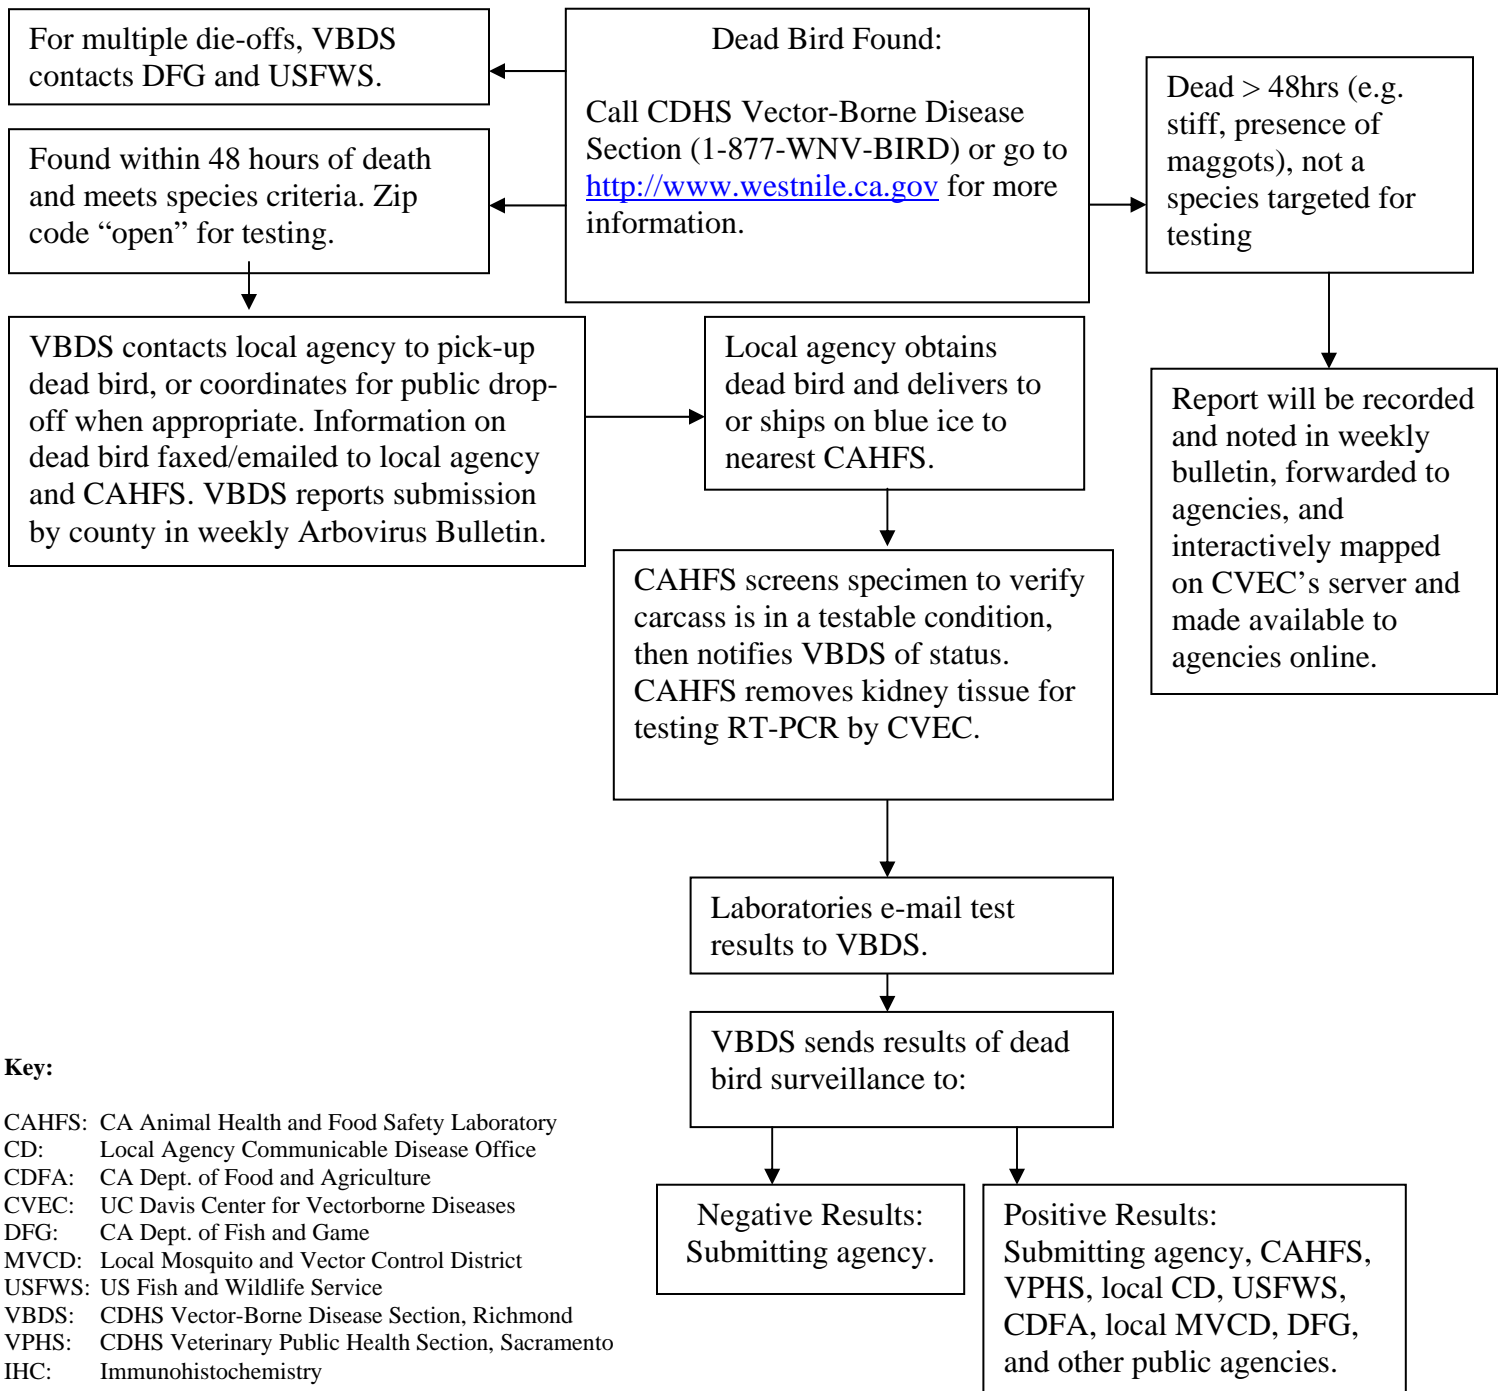 For multiple die-offs, VBDS
contacts DFG and USFWS.
Dead Bird Found:
Call CDHS Vector-Borne Disease
Section (1-877-WNV-BIRD) or go to
http://www.westnile.ca.gov for more
information.
Dead > 48hrs (e.g.
stiff, presence of
maggots), not a
species targeted for
testing
Found within 48 hours of death
and meets species criteria. Zip
code “open” for testing.
VBDS contacts local agency to pick-up
dead bird, or coordinates for public drop-
off when appropriate. Information on
dead bird faxed/emailed to local agency
and CAHFS. VBDS reports submission
by county in weekly Arbovirus Bulletin.
Local agency obtains
dead bird and delivers to
or ships on blue ice to
nearest CAHFS.
Report will be recorded
and noted in weekly
bulletin, forwarded to
agencies, and
interactively mapped
on CVEC’s server and
made available to
agencies online.
CAHFS screens specimen to verify
carcass is in a testable condition,
then notifies VBDS of status.
CAHFS removes kidney tissue for
testing RT-PCR by CVEC.
Laboratories e-mail test
results to VBDS.
VBDS sends results of dead
bird surveillance to:
Negative Results:
Submitting agency.
Positive Results:
Submitting agency, CAHFS,
VPHS, local CD, USFWS,
CDFA, local MVCD, DFG,
and other public agencies.
Key:
CAHFS: CA Animal Health and Food Safety Laboratory
CD: Local Agency Communicable Disease Office
CDFA: CA Dept. of Food and Agriculture
CVEC: UC Davis Center for Vectorborne Diseases
DFG: CA Dept. of Fish and Game
MVCD: Local Mosquito and Vector Control District
USFWS: US Fish and Wildlife Service
VBDS: CDHS Vector-Borne Disease Section, Richmond
VPHS: CDHS Veterinary Public Health Section, Sacramento
IHC: Immunohistochemistry